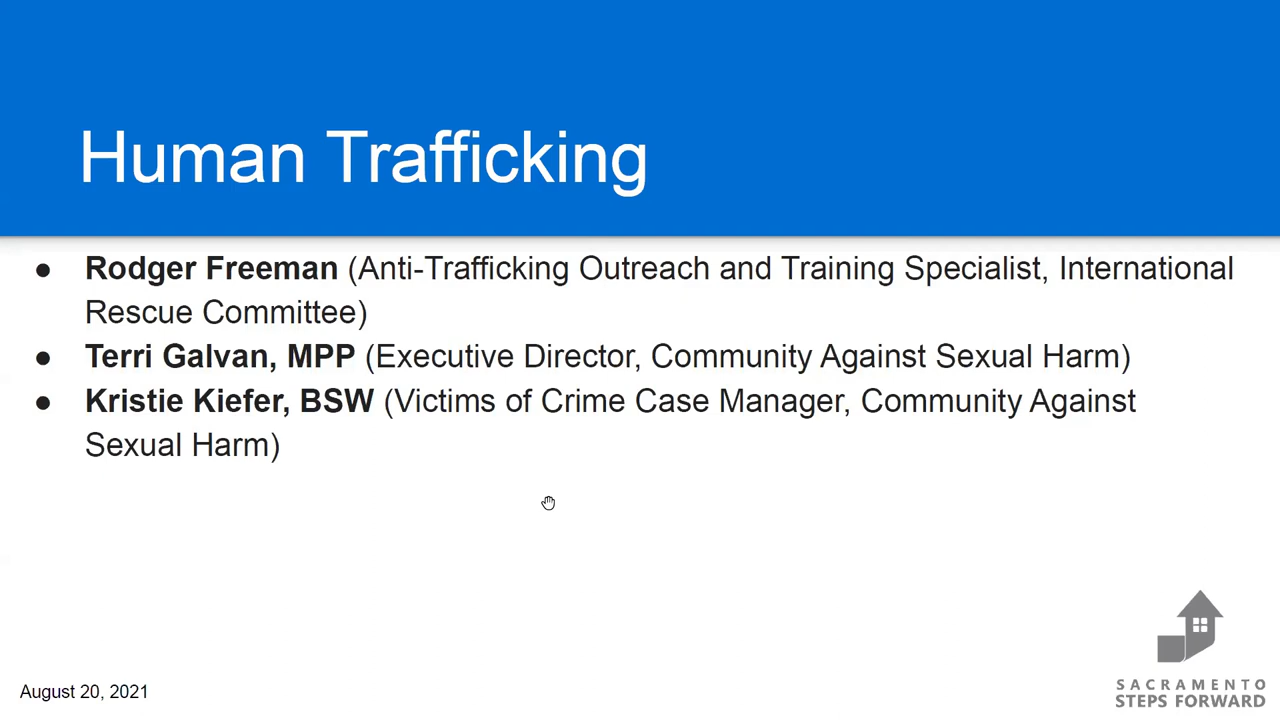 Human Trafficking
● Rodger Freeman (Anti-Trafficking Outreach and Training Specialist, International
Rescue Committee)
● Terri Galvan, MPP (Executive Director, Community Against Sexual Harm)
● Kristie Kiefer, BSW (Victims of Crime Case Manager, Community Against
Sexual Harm)
August 20, 2021
SACRAMENTO
STEPS FORWARD